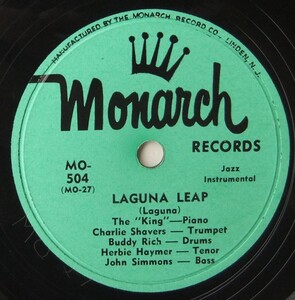 MANUFACTURED BY THE MONARCH RECORD CO., LINDEN, N. J.
Monarch
RECORDS
MO-
504
(MO-27)
Jazz
Instrumental
LAGUNA LEAP
(Laguna)
The "King"—Piano
Charlie Shavers — Trumpet
Buddy Rich — Drums
Herbie Haymer — Tenor
John Simmons — Bass